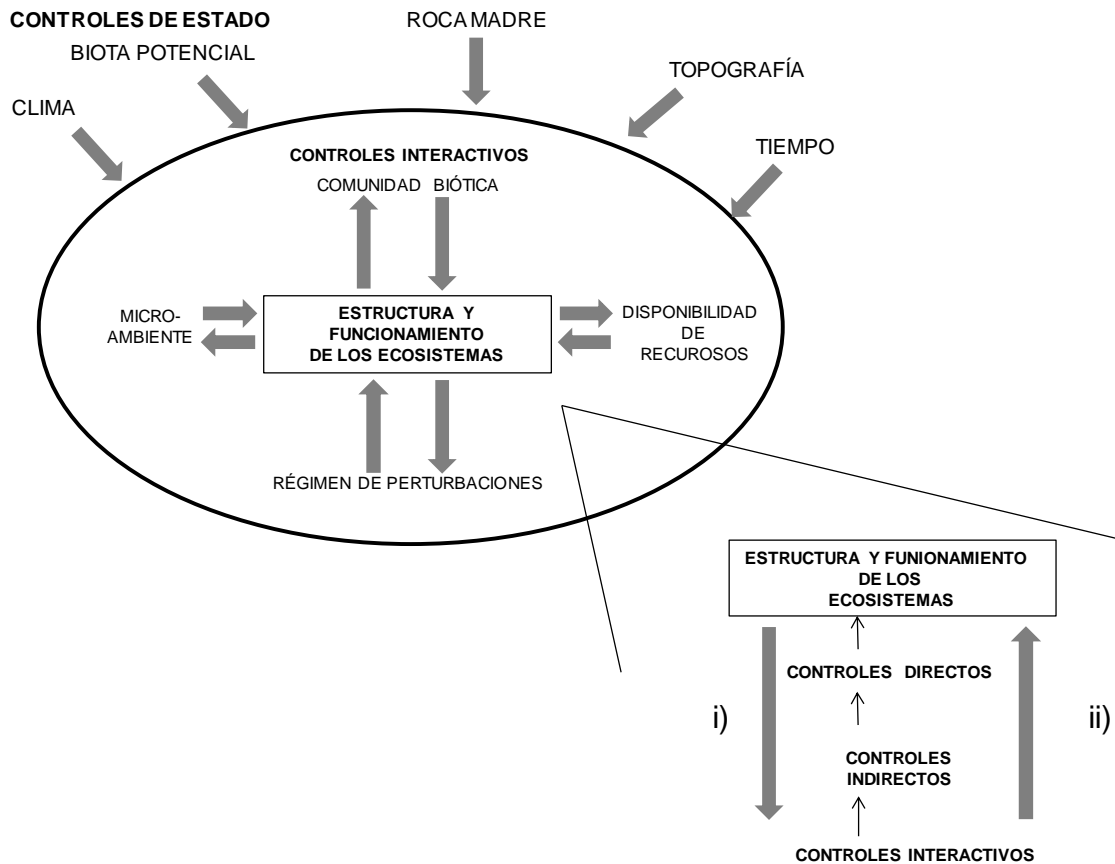 CONTROLES DE ESTADO
BIOTA POTENCIAL
CLIMA
ROCA MADRE
TOPOGRAFÍA
TIEMPO
CONTROLES INTERACTIVOS
COMUNIDAD BIÓTICA
MICRO-
AMBIENTE
ESTRUCTURA Y
FUNCIONAMIENTO
DE LOS ECOSISTEMAS
DISPONIBILIDAD
DE
RECUROSOS
RÉGIMEN DE PERTURBACIONES
ESTRUCTURA Y FUNIONAMIENTO
DE LOS
ECOSISTEMAS
CONTROLES DIRECTOS
i)
ii)
CONTROLES
INDIRECTOS
CONTROLES INTERACTIVOS